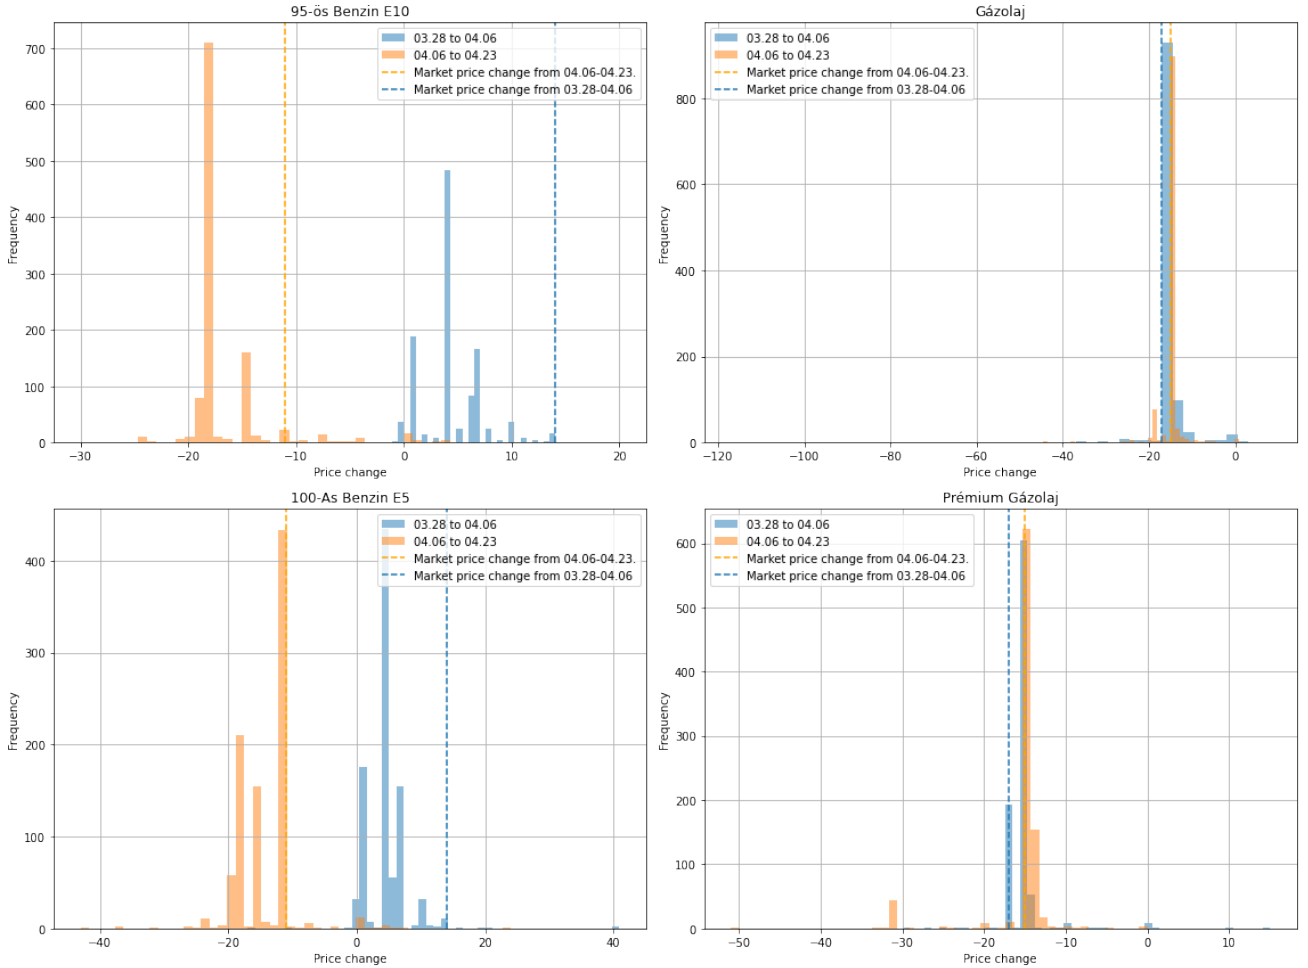 95-ös Benzin E10
03.28 to 04.06
04.06 to 04.23
Market price change from 04.06-04.23.
Market price change from 03.28-04.06
Frequency
700
600
500
400
300
200
100
0
−30
−20
−10
0
10
20
Price change
Gázolaj
03.28 to 04.06
04.06 to 04.23
Market price change from 04.06-04.23.
Market price change from 03.28-04.06
Frequency
800
600
400
200
0
−120
−100
−80
−60
−40
−20
0
Price change
100-As Benzin E5
03.28 to 04.06
04.06 to 04.23
Market price change from 04.06-04.23.
Market price change from 03.28-04.06
Frequency
400
300
200
100
0
−40
−20
0
20
40
Price change
Prémium Gázolaj
03.28 to 04.06
04.06 to 04.23
Market price change from 04.06-04.23.
Market price change from 03.28-04.06
Frequency
600
500
400
300
200
100
0
−50
−40
−30
−20
−10
0
10
Price change